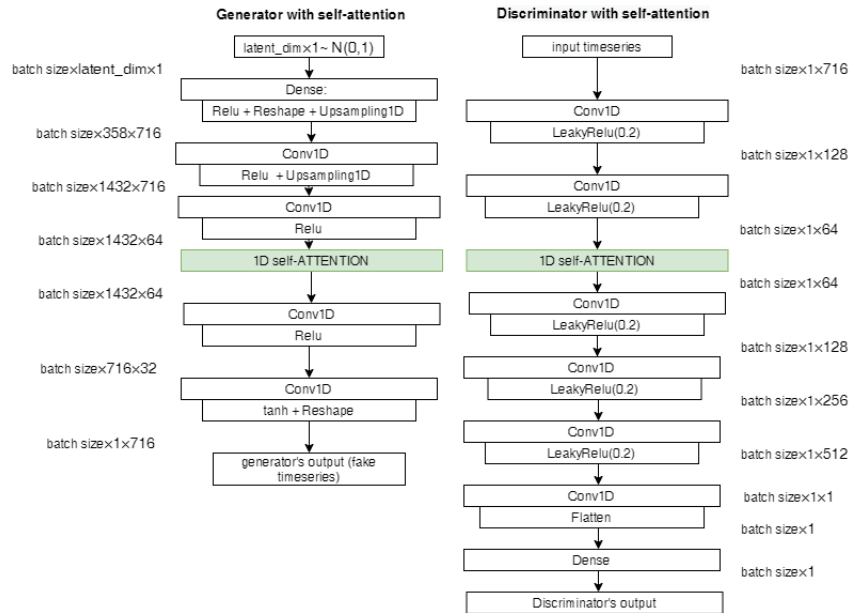 Generator with self-attention
latent_dim×1~ N(0,1)
batch size×latent_dim×1
Dense:
Relu + Reshape + Upsampling1D
batch size×358×716
Conv1D
Relu +Upsampling1D
batch size×1432×716
Conv1D
Relu
batch size×1432×64
1D self-ATTENTION
batch size×1432×64
Conv1D
Relu
batch size×716×32
Conv1D
tanh + Reshape
batch size×1×716
generator's output (fake
timeseries)
Discriminator with self-attention
input timeseries
batch size×1×716
Conv1D
LeakyRelu(0.2)
batch size×1×128
Conv1D
LeakyRelu(0.2)
batch size×1×64
1D self-ATTENTION
batch size×1×64
Conv1D
LeakyRelu(0.2)
batch size×1×128
Conv1D
LeakyRelu(0.2)
batch size×1×256
Conv1D
LeakyRelu(0.2)
batch size×1×512
Conv1D
batch size×1×1
Flatten
batch size×1
Dense
batch size×1
Discriminator's output